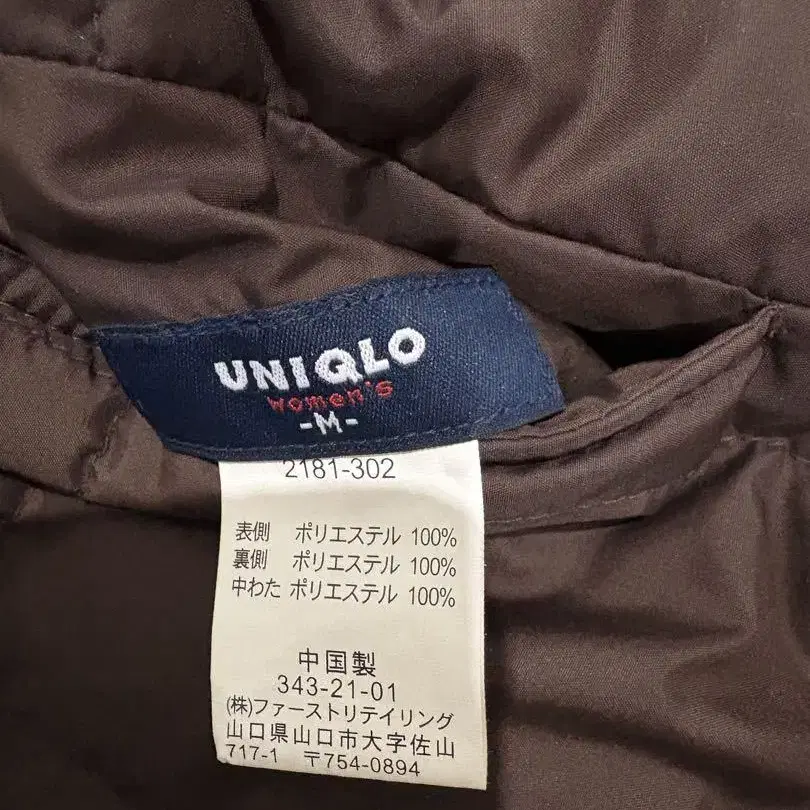 UNIQLO
women's
-M-
2181-302
表側 ポリエステル 100%
裏側 ポリエステル 100%
中わた ポリエステル 100%
中国製
343-21-01
(株)ファーストリテイリング
山口県山口市大字佐山
717-1 〒754-0894